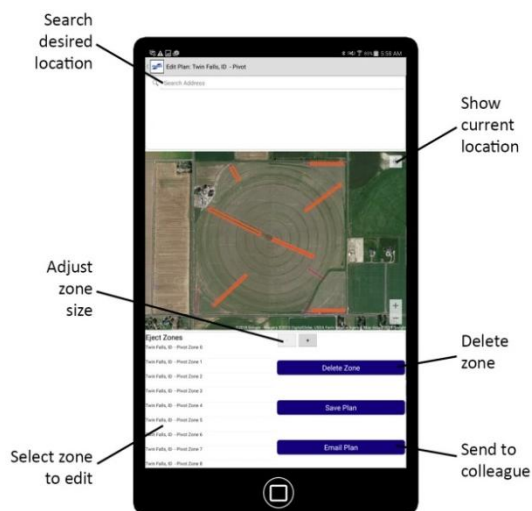 Search
desired
location
5:58 AM
Edit Plan: Twin Falls, ID - Pivot
Search Address
Show
current
location
Adjust
zone
size
Eject Zones
Twin Falls, ID - Pivot Zone 0
Twin Falls, ID - Pivot Zone 1
Twin Falls, ID - Pivot Zone 2
Twin Falls, ID - Pivot Zone 3
Twin Falls, ID - Pivot Zone 4
Twin Falls, ID - Pivot Zone 5
Twin Falls, ID - Pivot Zone 6
Twin Falls, ID - Pivot Zone 7
Twin Falls, ID - Pivot Zone 8
Delete Zone
Save Plan
Email Plan
Delete
zone
Select zone
to edit
Send to
colleague